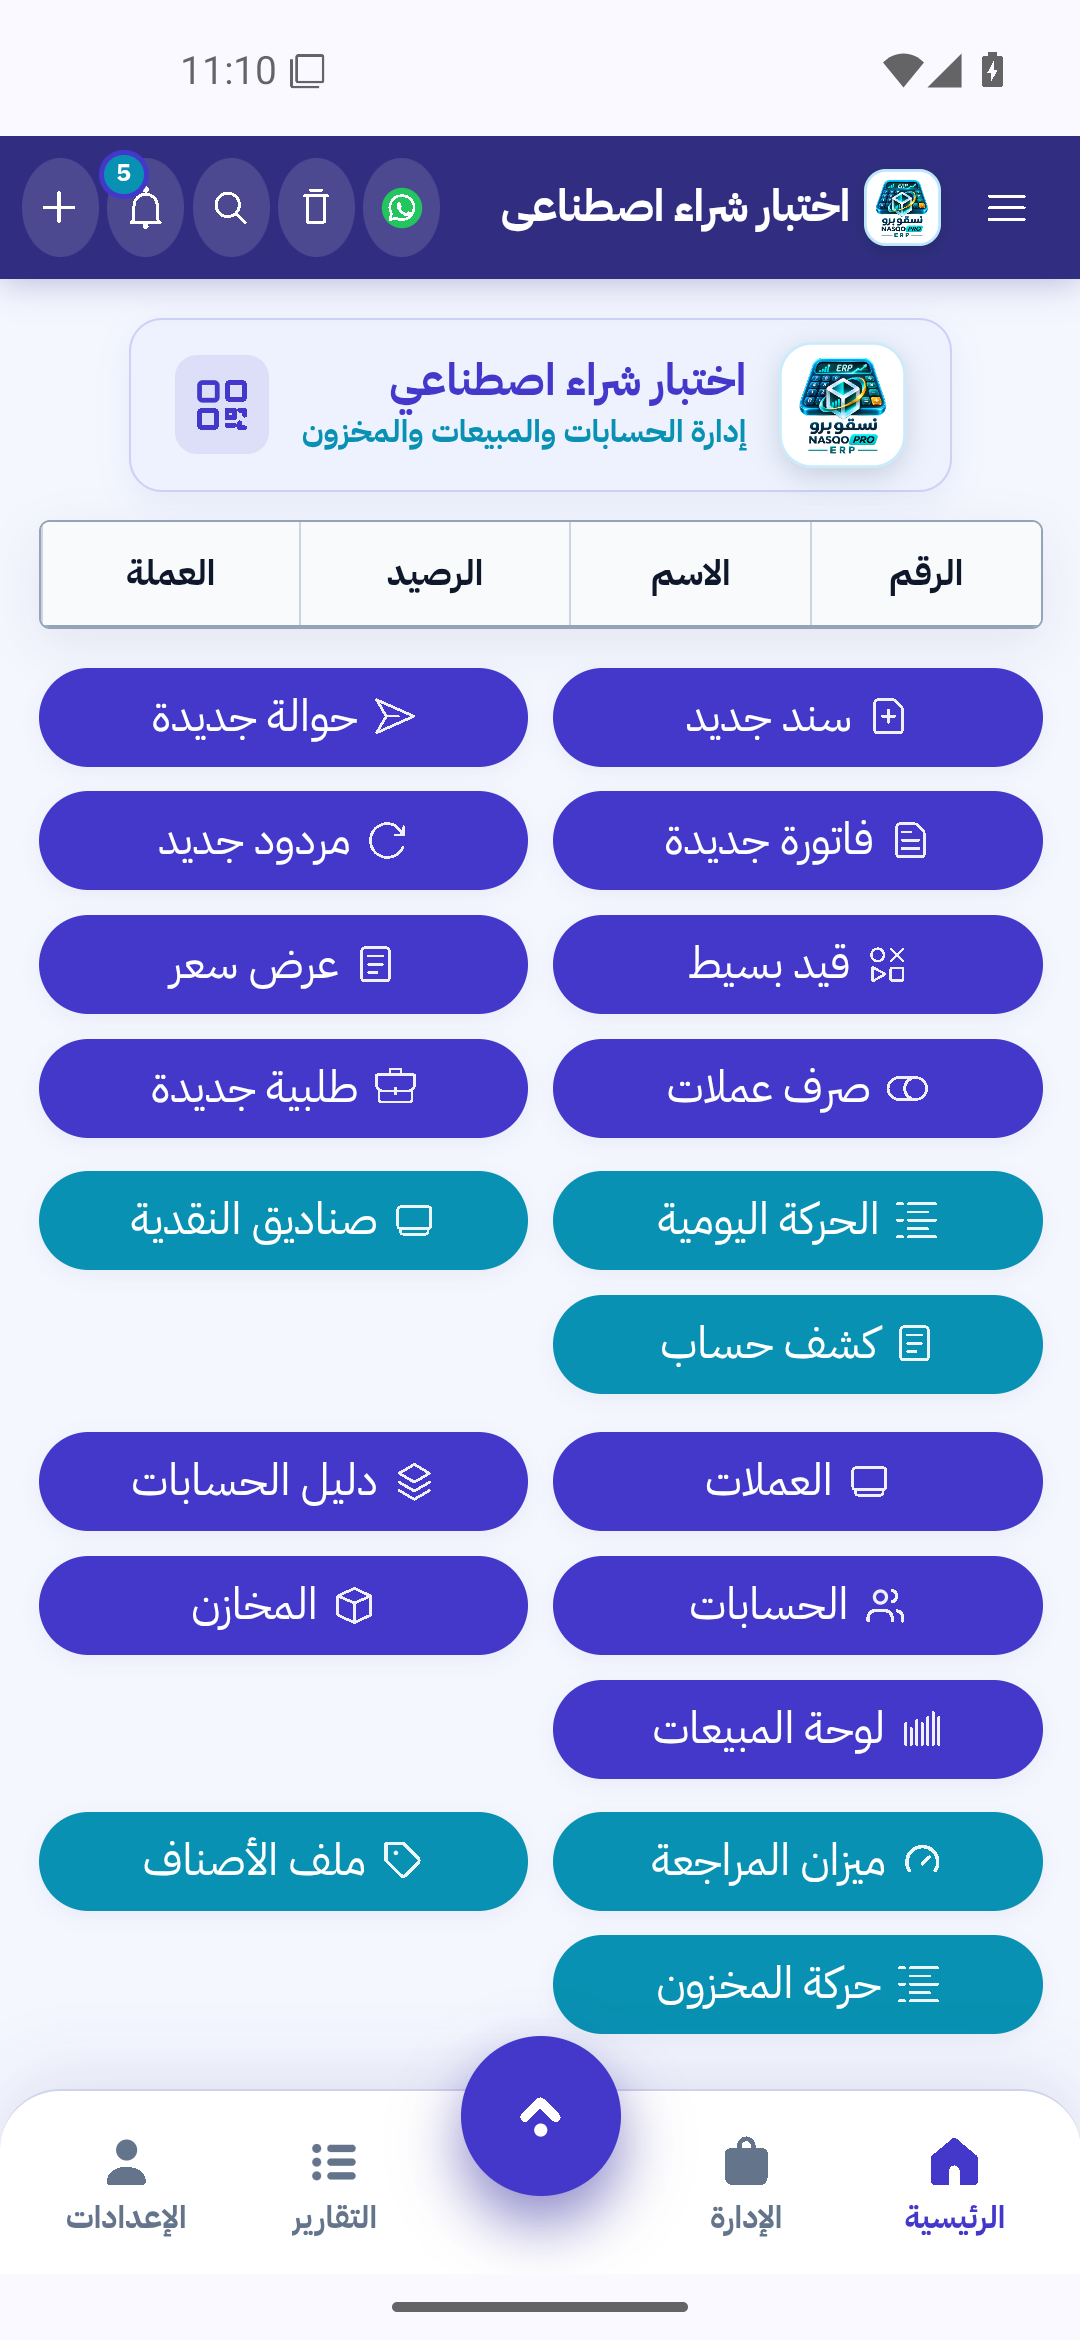 11:10
اختبار شراء اصطناعى
5
اختبار شراء اصطناعي
إدارة الحسابات والمبيعات والمخزون
ERP
نسقوبرو
NASQO PRO
ERP
الرقم الاسم الرصيد العملة
سند جديد حوالة جديدة
فاتورة جديدة مردود جديد
قيد بسيط عرض سعر
صرف عملات طلبية جديدة
الحركة اليومية صناديق النقدية
كشف حساب
العملات دليل الحسابات
الحسابات المخازن
لوحة المبيعات
ميزان المراجعة ملف الأصناف
حركة المخزون
الرئيسية الإدارة التقارير الإعدادات